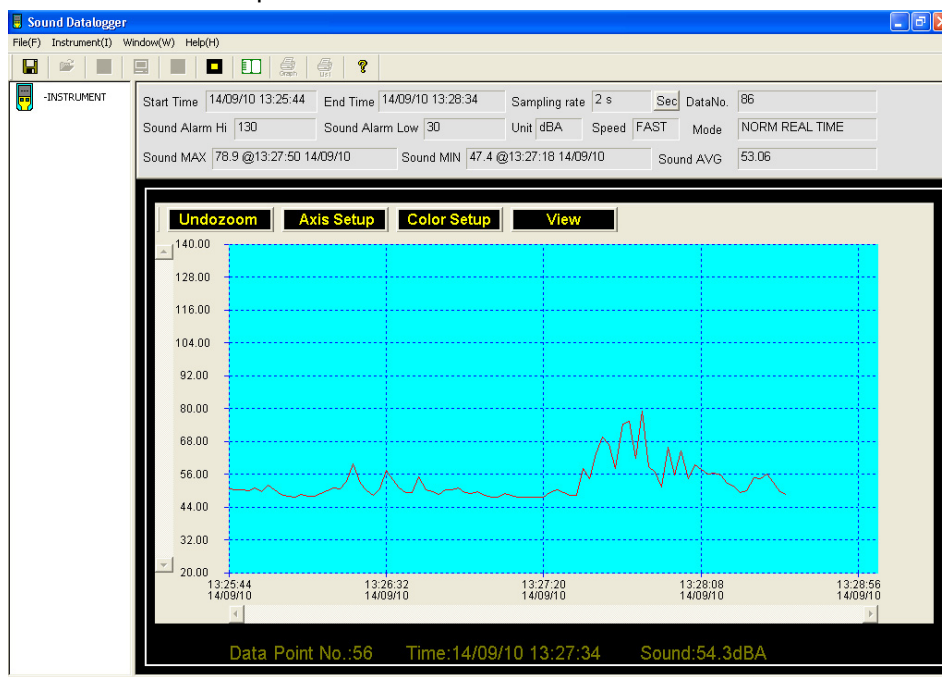 Sound Datalogger
File(F) Instrument(I) Window(W) Help(H)
Graph List
-INSTRUMENT
Start Time 14/09/10 13:25:44 End Time 14/09/10 13:28:34 Sampling rate 2 s Sec DataNo. 86
Sound Alarm Hi 130 Sound Alarm Low 30 Unit dBA Speed FAST Mode NORM REAL TIME
Sound MAX 78.9 @13:27:50 14/09/10 Sound MIN 47.4 @13:27:18 14/09/10 Sound AVG 53.06
Undozoom Axis Setup Color Setup View
140.00
128.00
116.00
104.00
92.00
80.00
68.00
56.00
44.00
32.00
20.00
13:25:44 13:26:32 13:27:20 13:28:08 13:28:56
14/09/10 14/09/10 14/09/10 14/09/10 14/09/10
Data Point No.:56 Time:14/09/10 13:27:34 Sound:54.3dBA